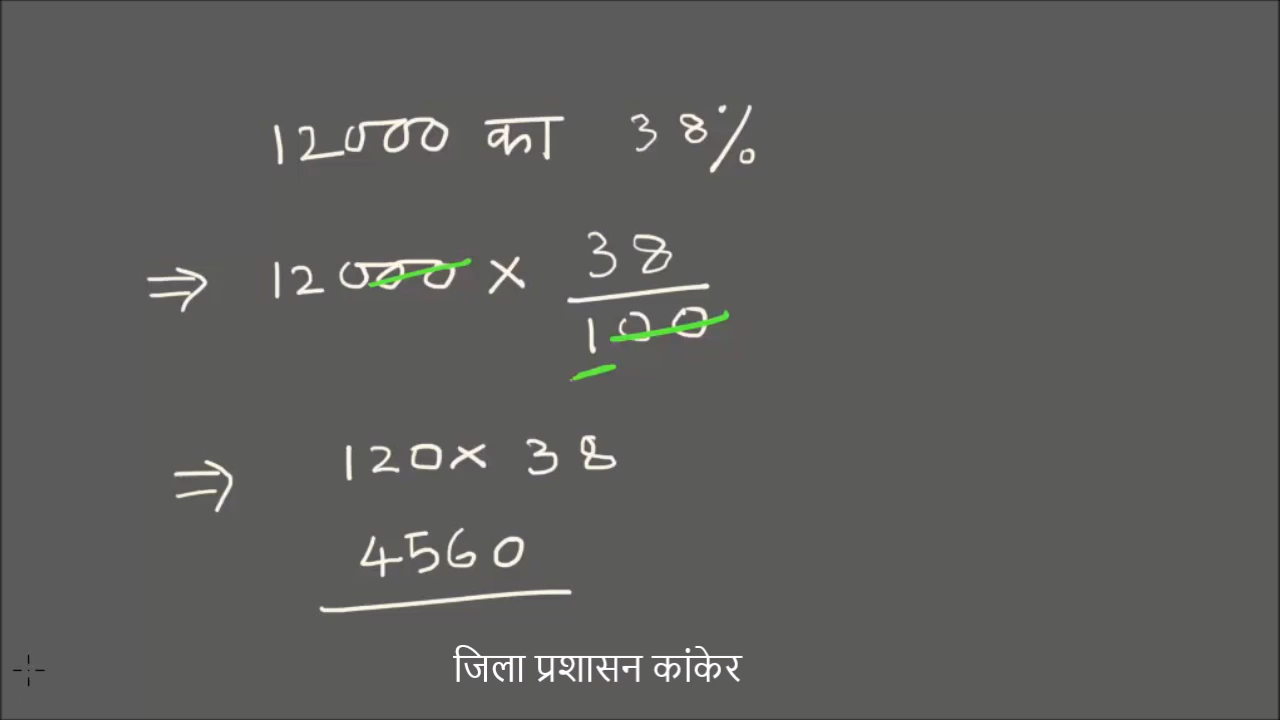 12000 का 38%
⇒ 12000 × 38/100
⇒ 120 × 38
4560
जिला प्रशासन कांकेर